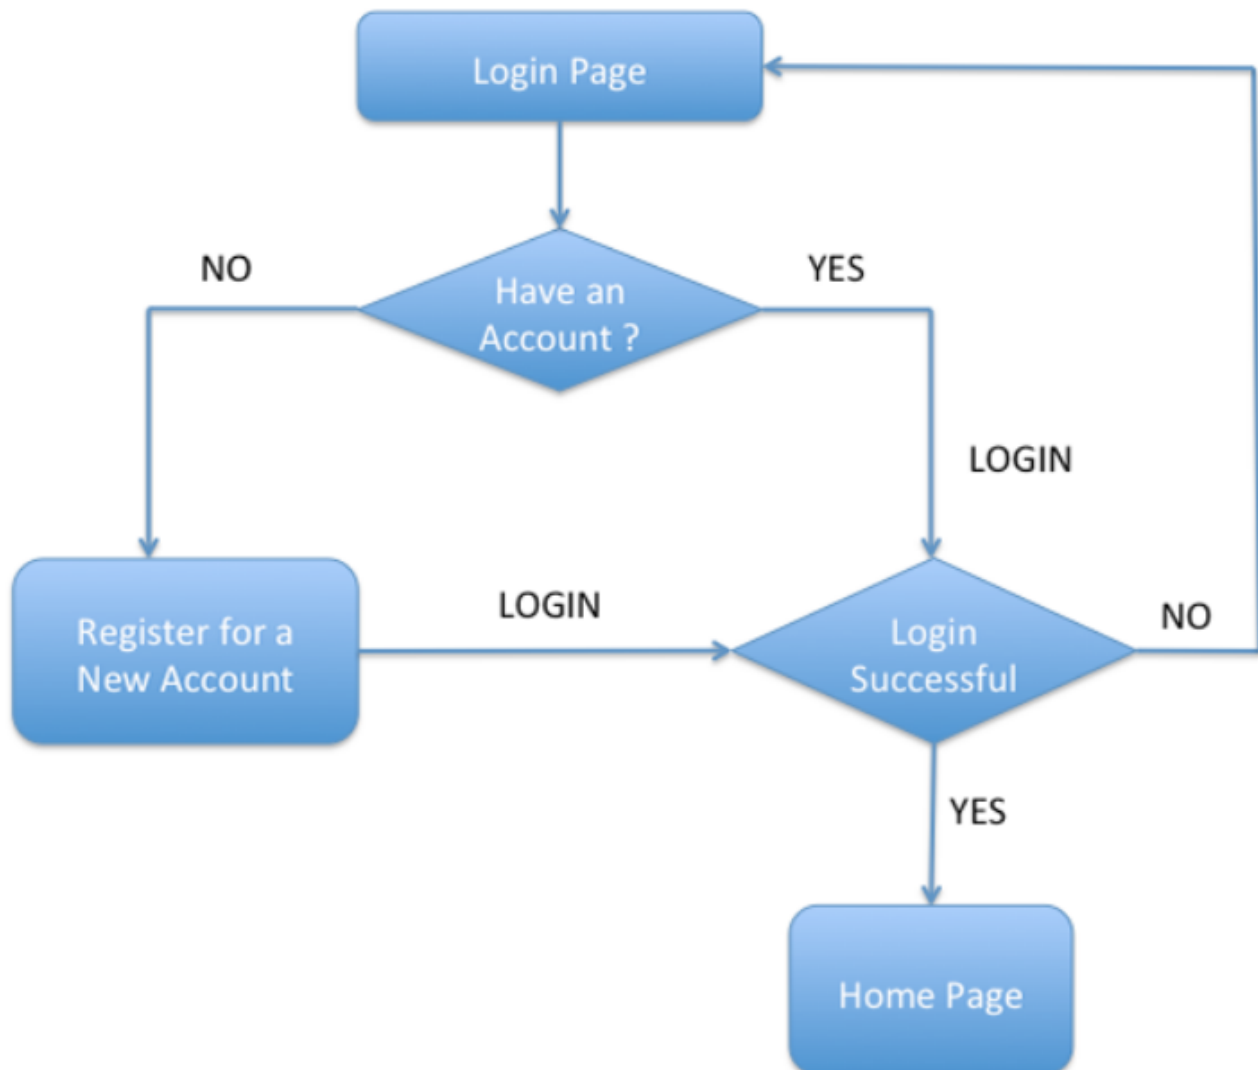 Login Page
NO
YES
Have an
Account ?
LOGIN
Register for a
New Account
LOGIN
Login
Successful
NO
YES
Home Page